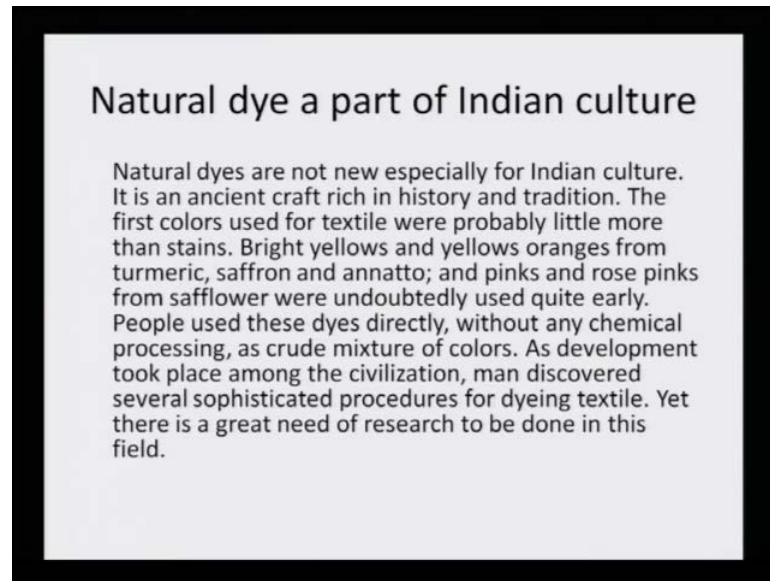 Natural dye a part of Indian culture
Natural dyes are not new especially for Indian culture.
It is an ancient craft rich in history and tradition. The
first colors used for textile were probably little more
than stains. Bright yellows and yellows oranges from
turmeric, saffron and annatto; and pinks and rose pinks
from safflower were undoubtedly used quite early.
People used these dyes directly, without any chemical
processing, as crude mixture of colors. As development
took place among the civilization, man discovered
several sophisticated procedures for dyeing textile. Yet
there is a great need of research to be done in this
field.